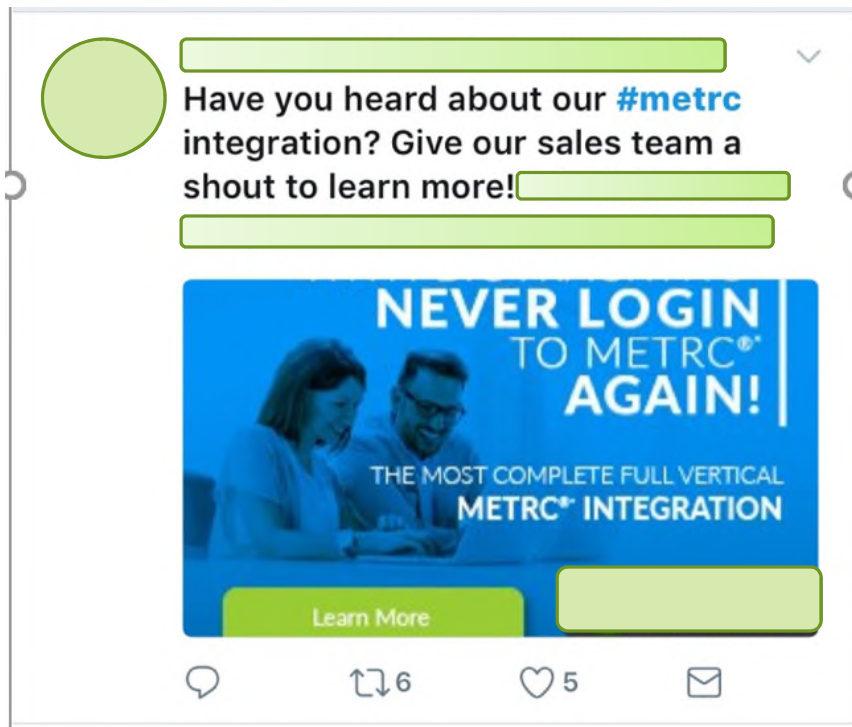 Have you heard about our #metrc
integration? Give our sales team a
shout to learn more!
NEVER LOGIN
TO METRC®*
AGAIN!
THE MOST COMPLETE FULL VERTICAL
METRC®* INTEGRATION
Learn More
6
5